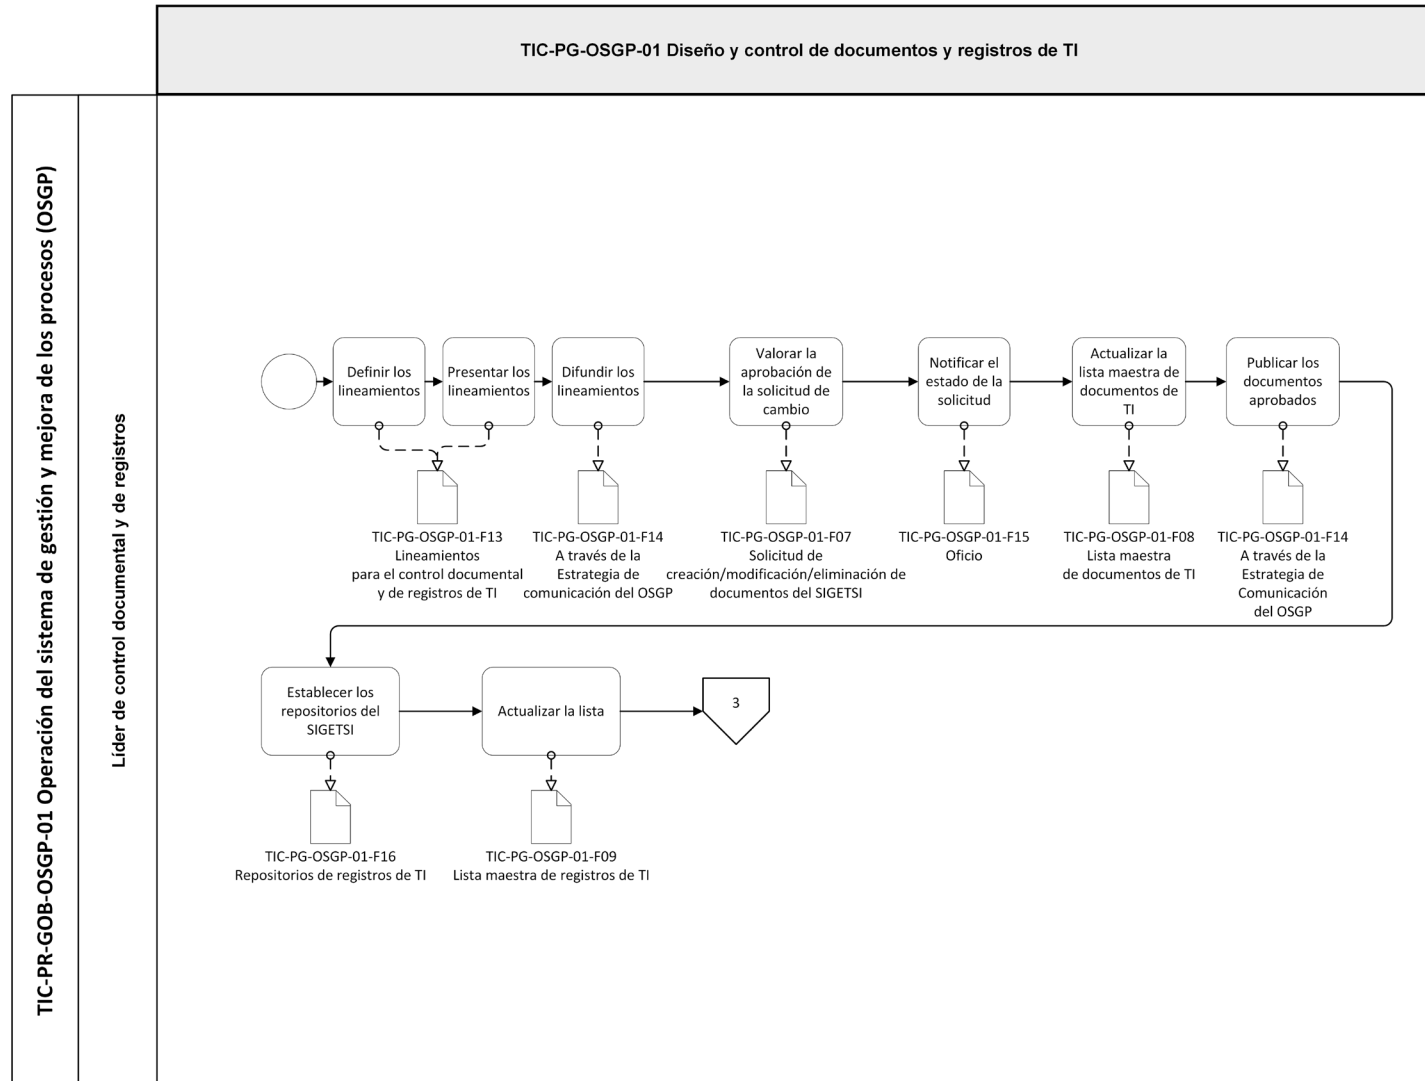 TIC-PG-OSGP-01 Diseño y control de documentos y registros de TI
TIC-PR-GOB-OSGP-01 Operación del sistema de gestión y mejora de los procesos (OSGP)
Líder de control documental y de registros
Definir los
lineamientos
Presentar los
lineamientos
Difundir los
lineamientos
Valorar la
aprobación de
la solicitud de
cambio
Notificar el
estado de la
solicitud
Actualizar la
lista maestra de
documentos de
TI
Publicar los
documentos
aprobados
TIC-PG-OSGP-01-F13
Lineamientos
para el control documental
y de registros de TI
TIC-PG-OSGP-01-F14
A través de la
Estrategia de
comunicación del OSGP
TIC-PG-OSGP-01-F07
Solicitud de
creación/modificación/eliminación de
documentos del SIGETSI
TIC-PG-OSGP-01-F15
Oficio
TIC-PG-OSGP-01-F08
Lista maestra
de documentos de TI
TIC-PG-OSGP-01-F14
A través de la
Estrategia de
Comunicación
del OSGP
Establecer los
repositorios del
SIGETSI
Actualizar la lista
3
TIC-PG-OSGP-01-F16
Repositorios de registros de TI
TIC-PG-OSGP-01-F09
Lista maestra de registros de TI